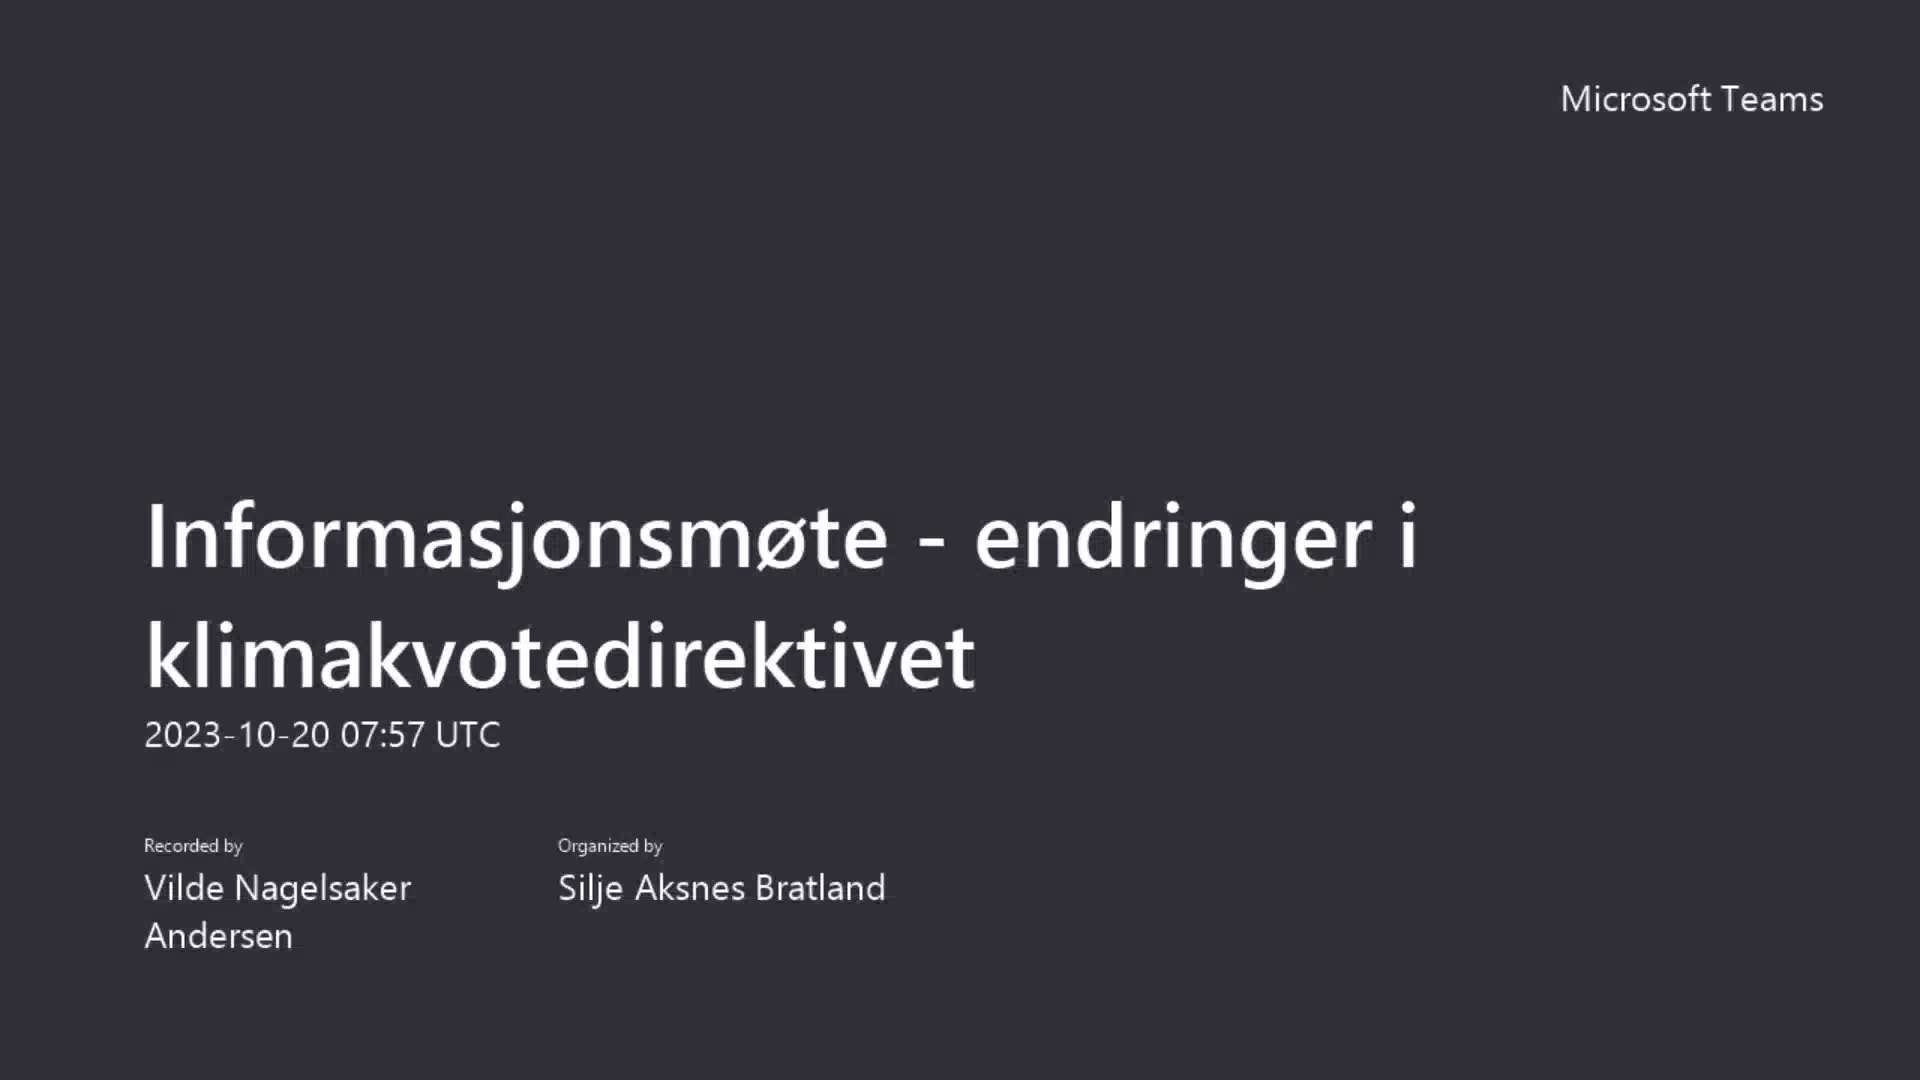 Microsoft Teams
Informasjonsmøte - endringer i
klimakvotedirektivet
2023-10-20 07:57 UTC
Recorded by
Vilde Nagelsaker
Andersen
Organized by
Silje Aksnes Bratland